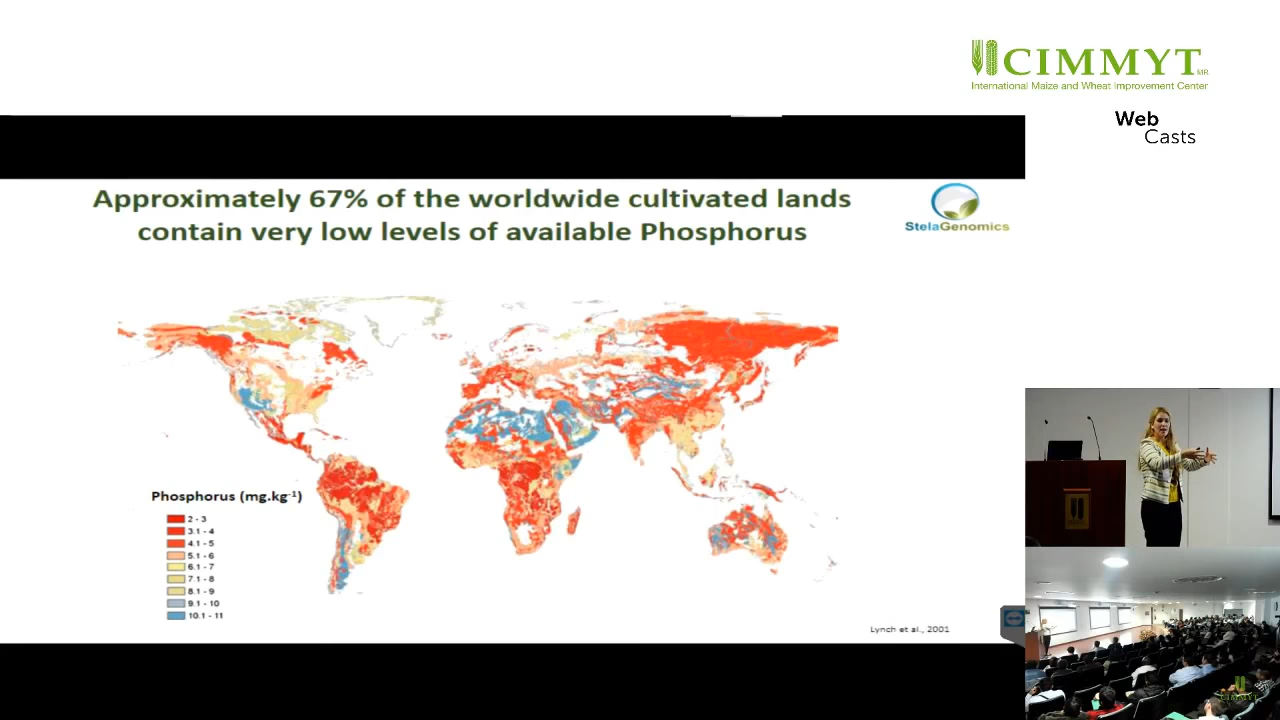 CIMMYT MR
International Maize and Wheat Improvement Center
Web
Casts
Approximately 67% of the worldwide cultivated lands
contain very low levels of available Phosphorus
StelaGenomics
Phosphorus (mg.kg-1)
2 - 3
3.1 - 4
4.1 - 5
5.1 - 6
6.1 - 7
7.1 - 8
8.1 - 9
9.1 - 10
10.1 - 11
Lynch et al., 2001
CIMMYT